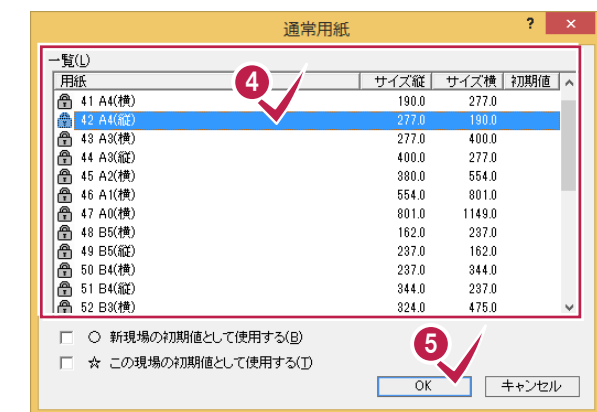 通常用紙 ? ×
一覧(L)
用紙 サイズ縦 サイズ横 初期値
4
41 A4(横) 190.0 277.0
42 A4(縦) 277.0 190.0
43 A3(横) 277.0 400.0
44 A3(縦) 400.0 277.0
45 A2(横) 380.0 554.0
46 A1(横) 554.0 801.0
47 A0(横) 801.0 1149.0
48 B5(横) 162.0 237.0
49 B5(縦) 237.0 162.0
50 B4(横) 237.0 344.0
51 B4(縦) 344.0 237.0
52 B3(横) 324.0 475.0
○ 新現場の初期値として使用する(B)
☆ この現場の初期値として使用する(T)
5
OK キャンセル